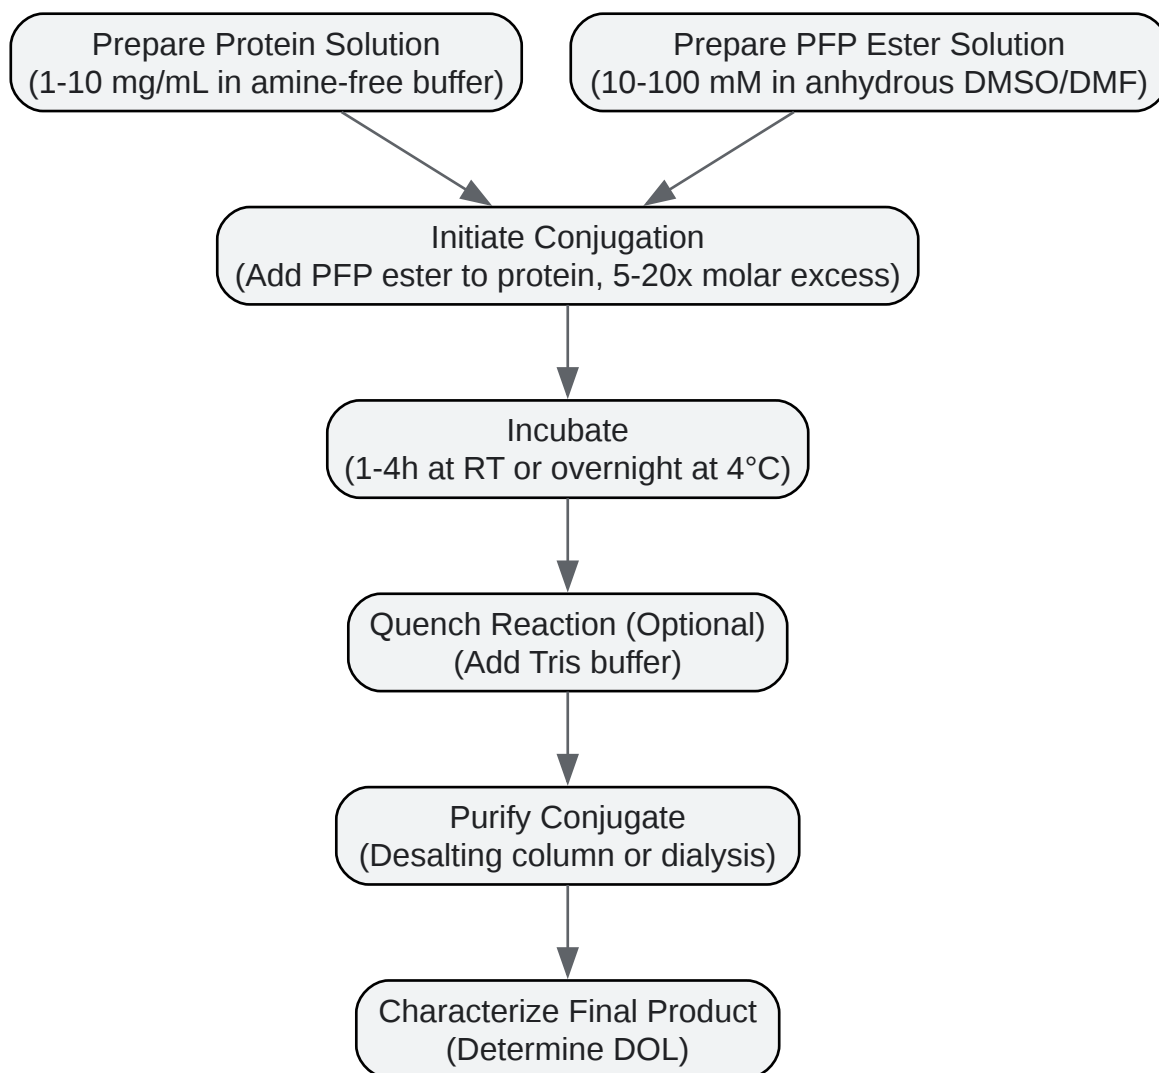 Prepare Protein Solution
(1-10 mg/mL in amine-free buffer)
Prepare PFP Ester Solution
(10-100 mM in anhydrous DMSO/DMF)
Initiate Conjugation
(Add PFP ester to protein, 5-20x molar excess)
Incubate
(1-4h at RT or overnight at 4°C)
Quench Reaction (Optional)
(Add Tris buffer)
Purify Conjugate
(Desalting column or dialysis)
Characterize Final Product
(Determine DOL)